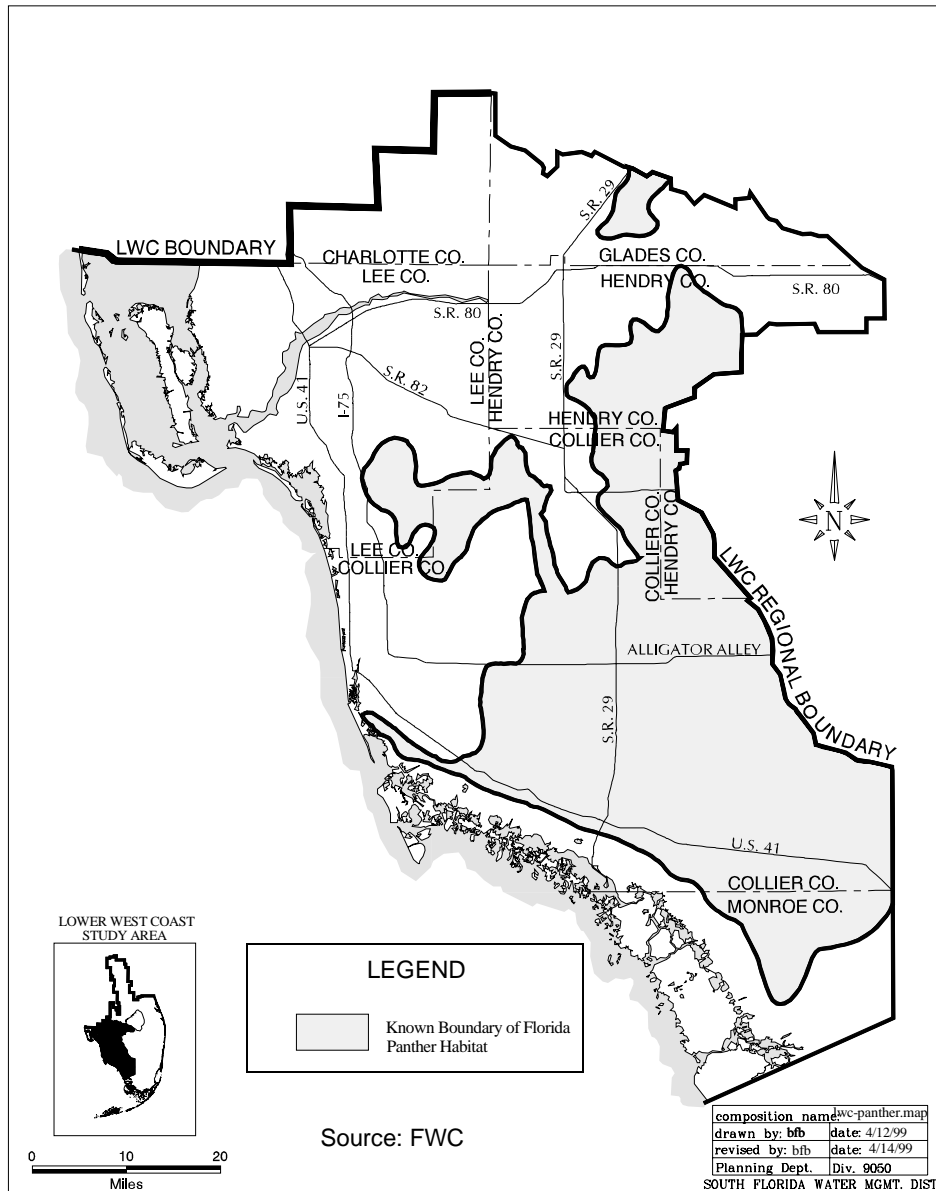 S.R. 29
LWC BOUNDARY
CHARLOTTE CO.
LEE CO.
GLADES CO.
HENDRY CO.
S.R. 80
S.R. 80
LEE CO.
HENDRY CO.
S.R. 29
U.S. 41
I-75
S.R. 82
HENDRY CO.
COLLIER CO.
N
LEE CO.
COLLIER CO.
COLLIER CO.
HENDRY CO.
LWC REGIONAL BOUNDARY
ALLIGATOR ALLEY
S.R. 29
U.S. 41
COLLIER CO.
MONROE CO.
LOWER WEST COAST
STUDY AREA
LEGEND
Known Boundary of Florida
Panther Habitat
Source: FWC
0 10 20
Miles
composition name: lwc-panther.map
drawn by: bfb date: 4/12/99
revised by: bfb date: 4/14/99
Planning Dept. Div. 9050
SOUTH FLORIDA WATER MGMT. DIST